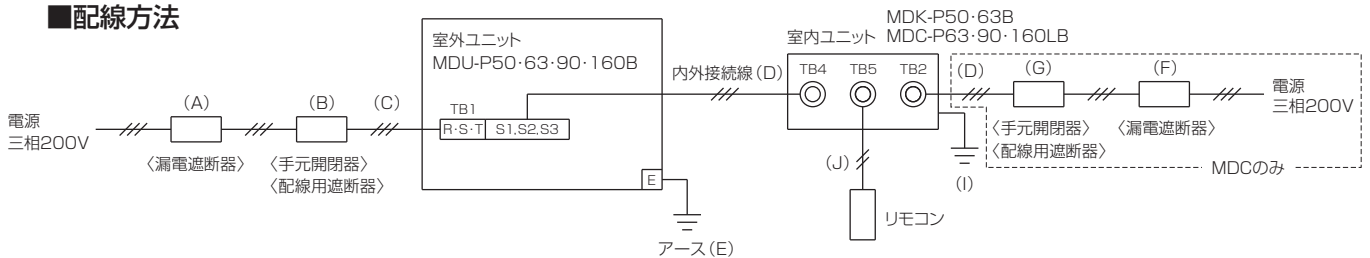 ■配線方法
電源
三相200V
(A)
〈漏電遮断器〉
(B)
〈手元開閉器〉
〈配線用遮断器〉
(C)
室外ユニット
MDU-P50･63･90･160B
TB1
R･S･T
S1,S2,S3
E
アース(E)
内外接続線(D)
室内ユニット
MDK-P50･63B
MDC-P63･90･160LB
TB4
TB5
TB2
(J)
リモコン
(I)
(D)
(G)
〈手元開閉器〉
〈配線用遮断器〉
(F)
〈漏電遮断器〉
電源
三相200V
MDCのみ